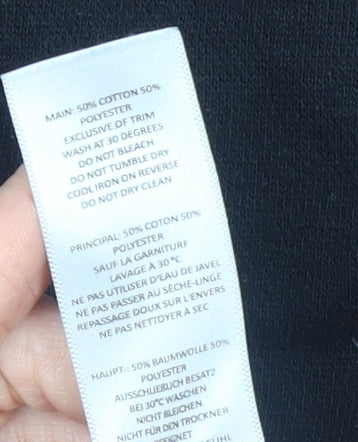 MAIN: 50% COTTON 50%
POLYESTER
EXCLUSIVE OF TRIM
WASH AT 30 DEGREES
DO NOT BLEACH
DO NOT TUMBLE DRY
COOL IRON ON REVERSE
DO NOT DRY CLEAN
PRINCIPAL: 50% COTON 50%
POLYESTER
SAUF LA GARNITURE
LAVAGE À 30°C
NE PAS UTILISER D'EAU DE JAVEL
NE PAS PASSER AU SÈCHE-LINGE
REPASSAGE DOUX SUR L'ENVERS
NE PAS NETTOYER À SEC
HAUPT-: 50% BAUMWOLLE 50%
POLYESTER
AUSSCHLIEBLICH BESATZ
BEI 30°C WASCHEN
NICHT BLEICHEN
NICHT FÜR DEN TROCKNER